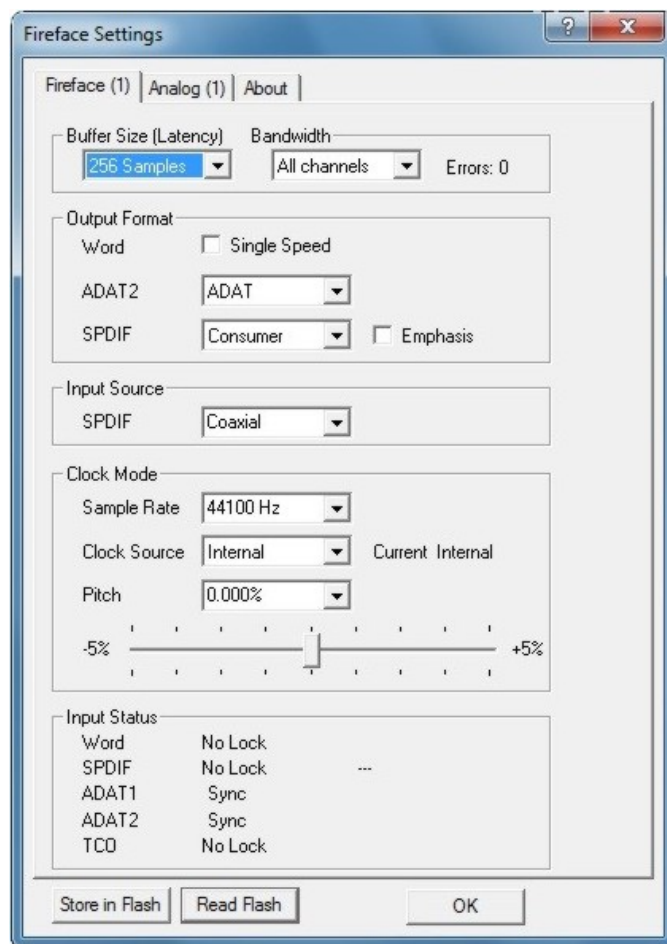 Fireface Settings
Fireface (1) Analog (1) About
Buffer Size (Latency) Bandwidth
256 Samples All channels Errors: 0
Output Format
Word Single Speed
ADAT2 ADAT
SPDIF Consumer Emphasis
Input Source
SPDIF Coaxial
Clock Mode
Sample Rate 44100 Hz
Clock Source Internal Current Internal
Pitch 0.000%
-5% +5%
Input Status
Word No Lock
SPDIF No Lock ---
ADAT1 Sync
ADAT2 Sync
TCO No Lock
Store in Flash Read Flash OK